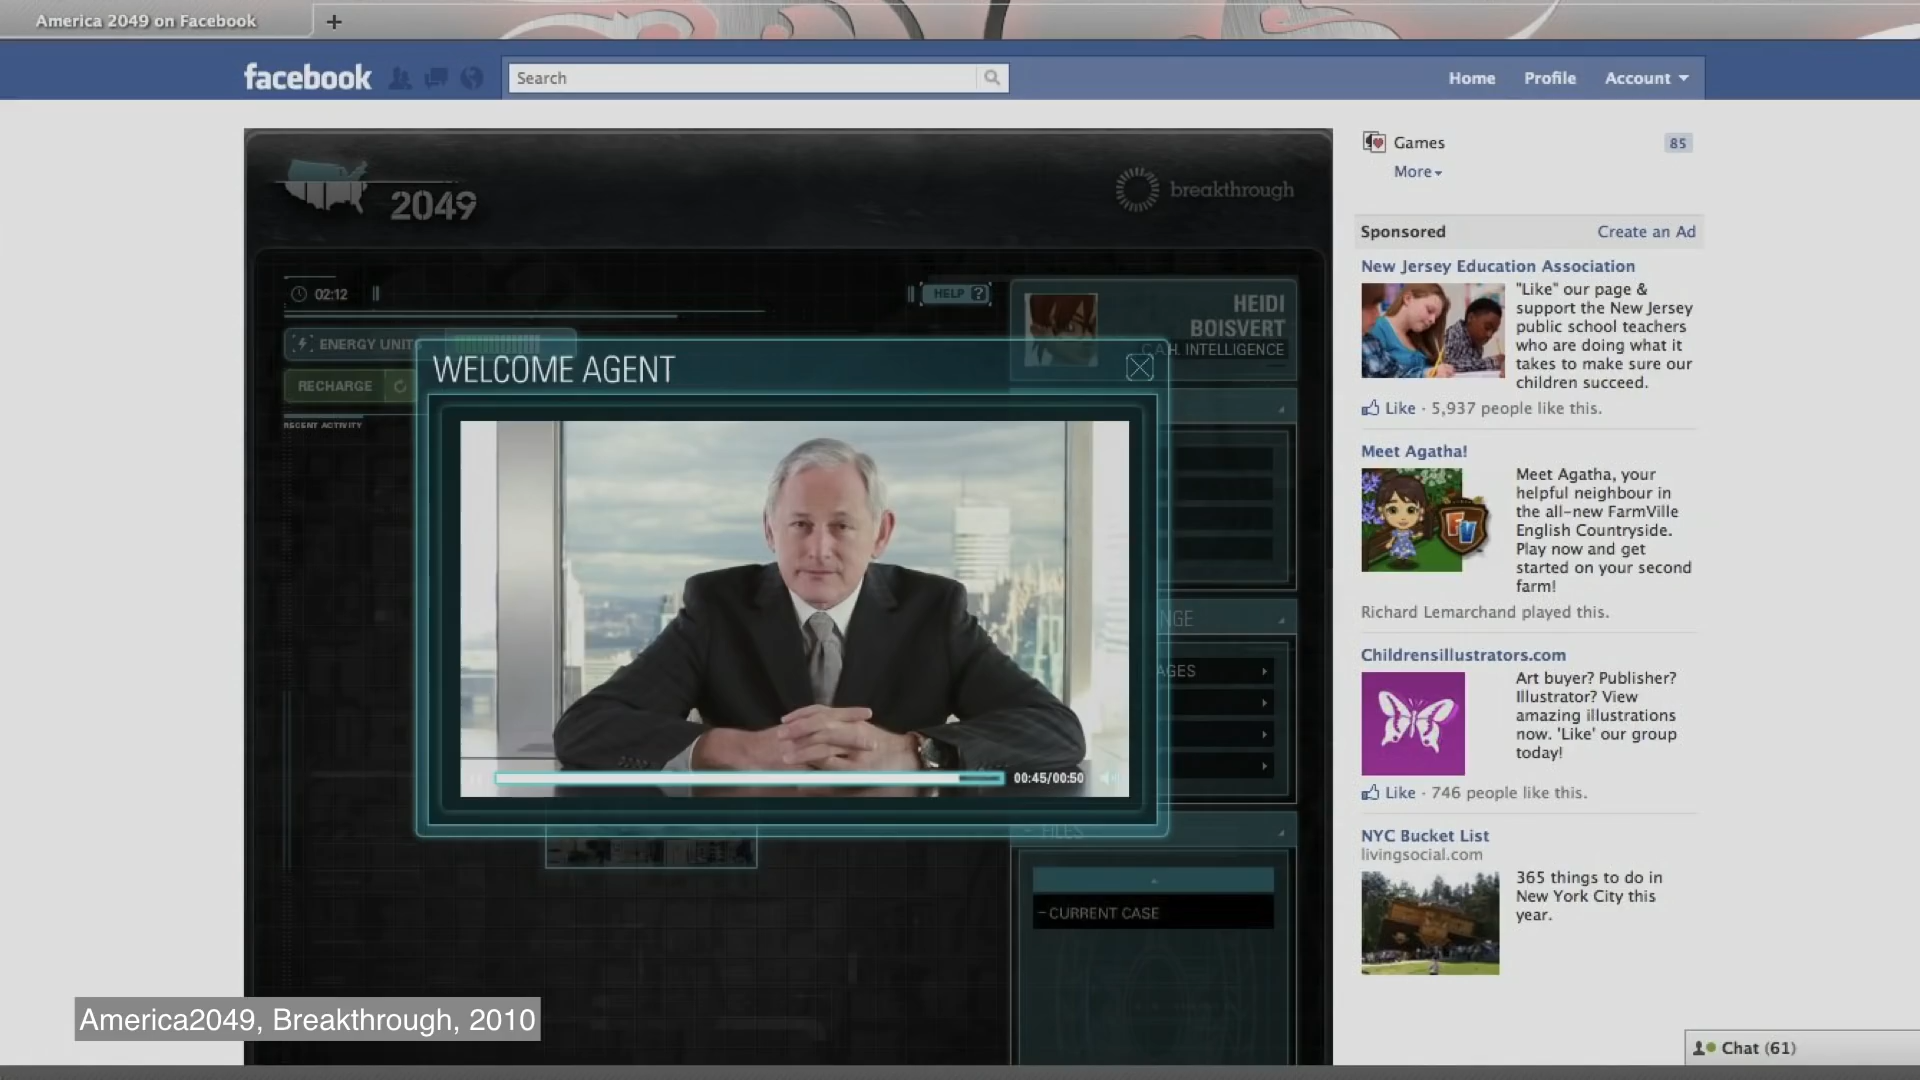 America 2049 on Facebook
facebook
Search
Home
Profile
Account
2049
breakthrough
02:12
HELP ?
HEIDI
BOISVERT
C.A.H. INTELLIGENCE
ENERGY UNITS
RECHARGE
RECENT ACTIVITY
WELCOME AGENT
00:45/00:50
NGE
AGES
- FILES
- CURRENT CASE
Games
85
More
Sponsored
Create an Ad
New Jersey Education Association
"Like" our page &
support the New Jersey
public school teachers
who are doing what it
takes to make sure our
children succeed.
Like · 5,937 people like this.
Meet Agatha!
Meet Agatha, your
helpful neighbour in
the all-new FarmVille
English Countryside.
Play now and get
started on your second
farm!
FV
Richard Lemarchand played this.
Childrensillustrators.com
Art buyer? Publisher?
Illustrator? View
amazing illustrations
now. 'Like' our group
today!
Like · 746 people like this.
NYC Bucket List
livingsocial.com
365 things to do in
New York City this
year.
America2049, Breakthrough, 2010
Chat (61)